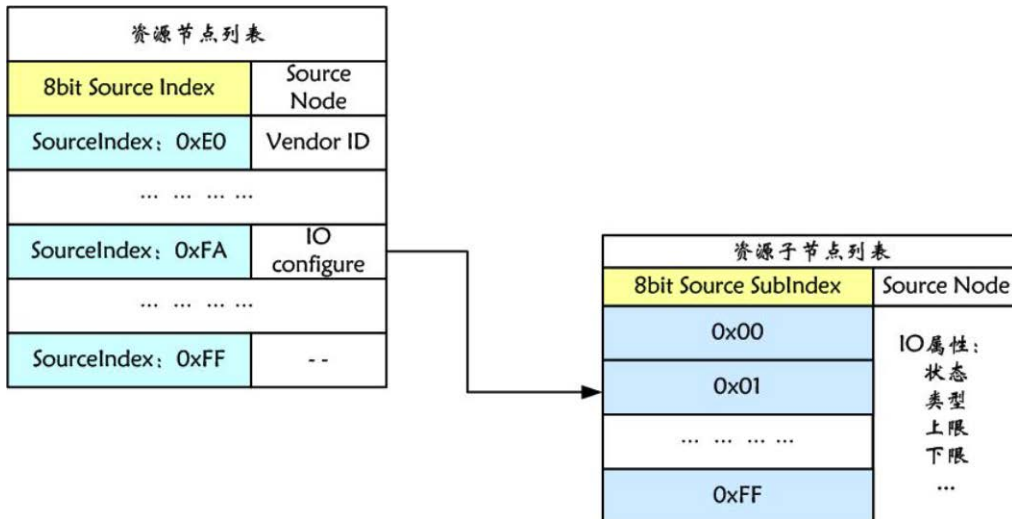 资源节点列表
8bit Source Index
Source
Node
SourceIndex：0xE0
Vendor ID
... ... ... ...
SourceIndex：0xFA
IO
configure
... ... ... ...
SourceIndex：0xFF
- -
资源子节点列表
8bit Source SubIndex
Source Node
0x00
0x01
... ... ... ...
0xFF
IO属性：
状态
类型
上限
下限
...